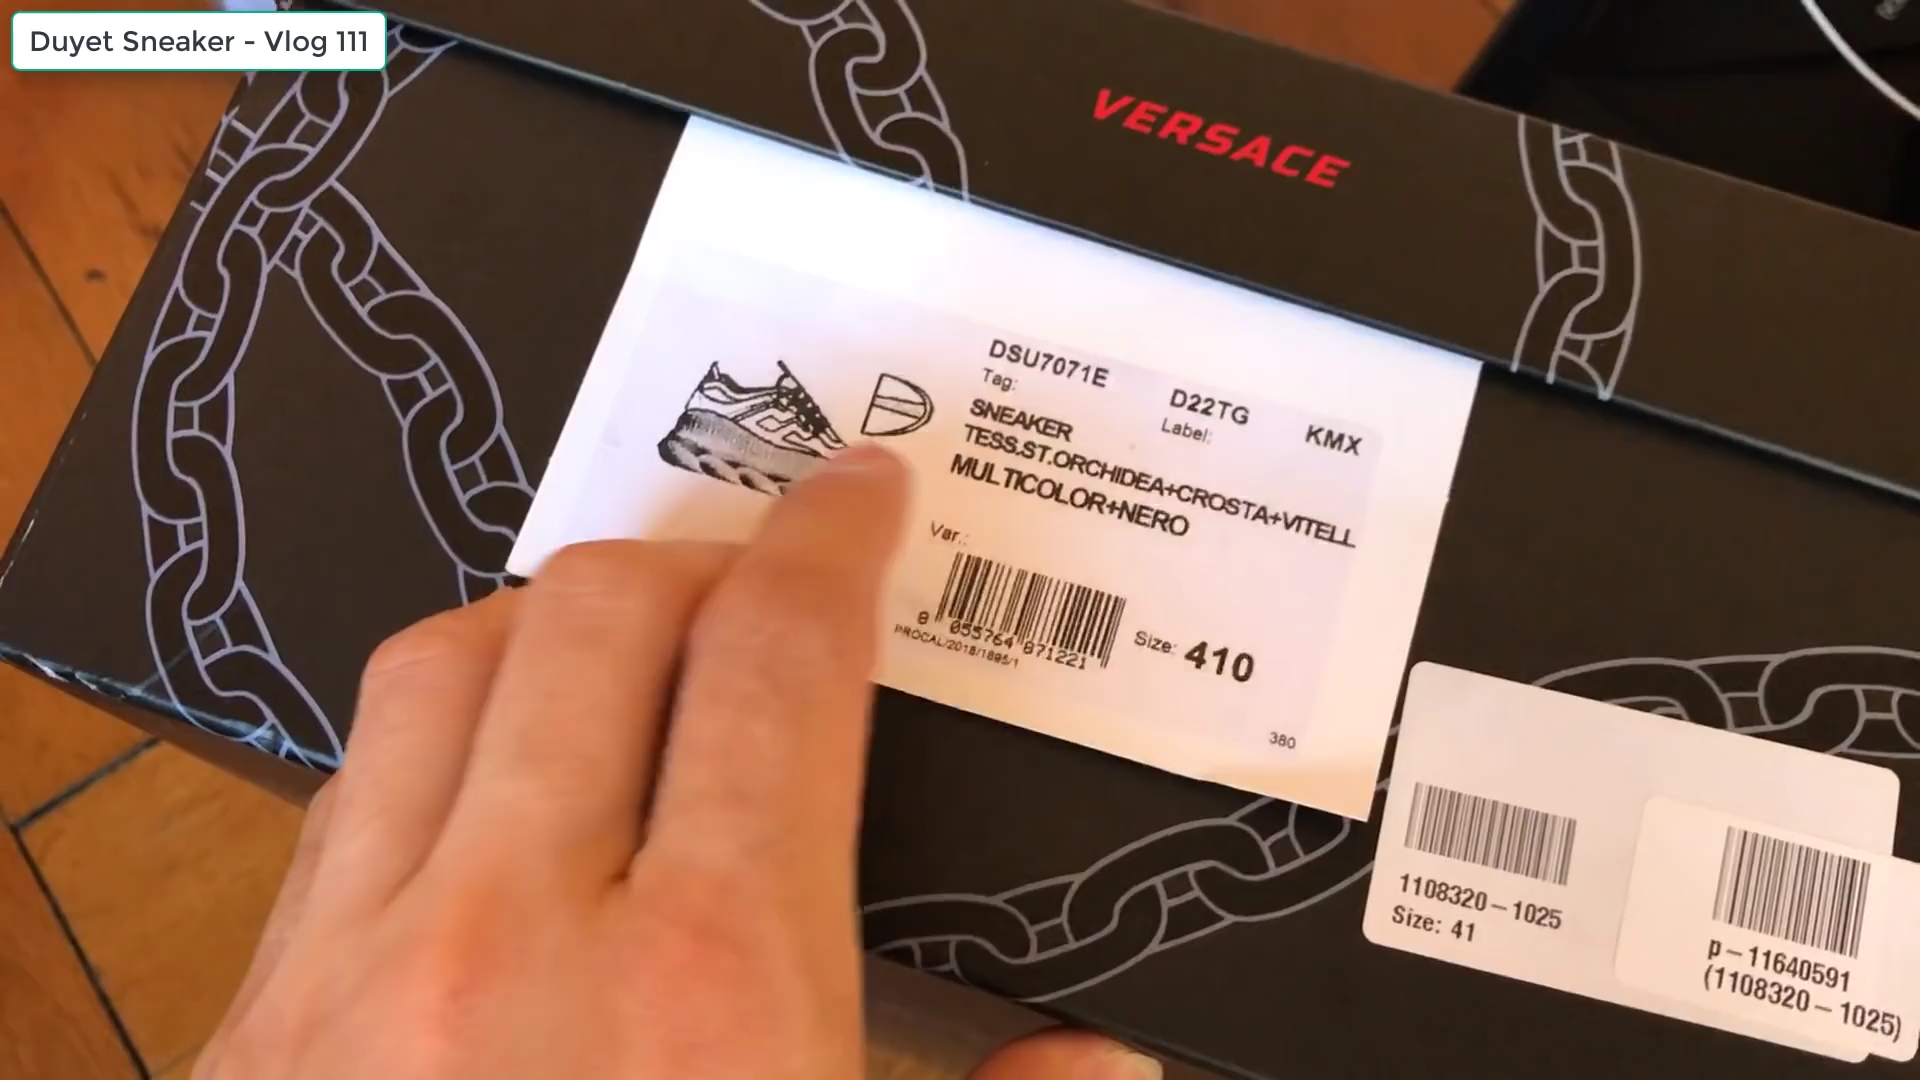 Duyet Sneaker - Vlog 111
VERSACE
DSU7071E D22TG KMX
Tag: Label:
SNEAKER
TESS.ST.ORCHIDEA+CROSTA+VITELL
MULTICOLOR+NERO
Var.:
8 055764 871221
PROCAL/2018/1895/1
Size: 410
380
1108320-1025
Size: 41
p-11640591
(1108320-1025)